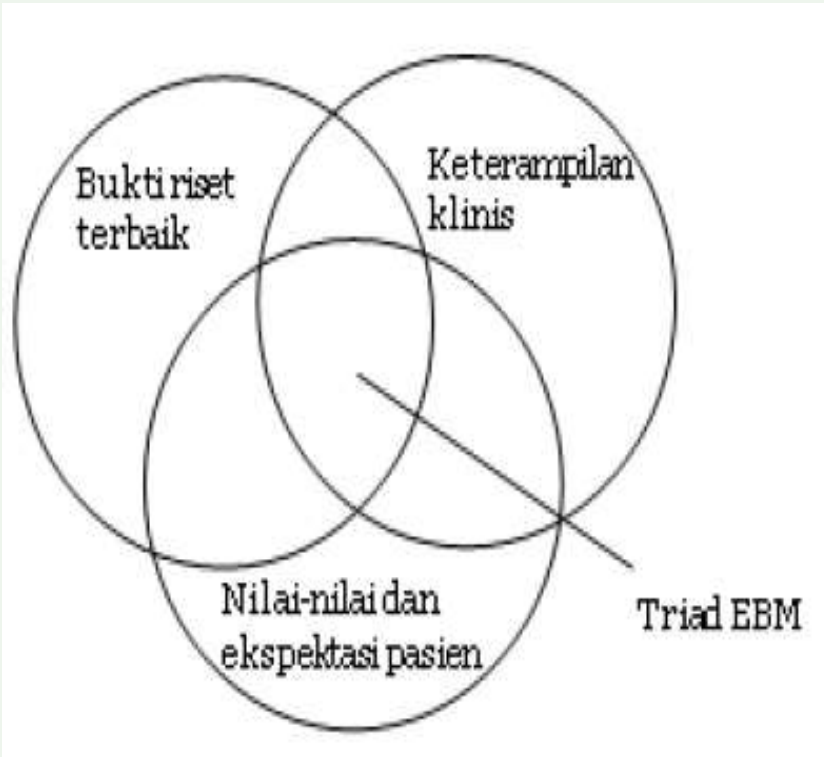 Bukti riset
terbaik
Keterampilan
klinis
Nilai-nilai dan
ekspektasi pasien
Triad EBM